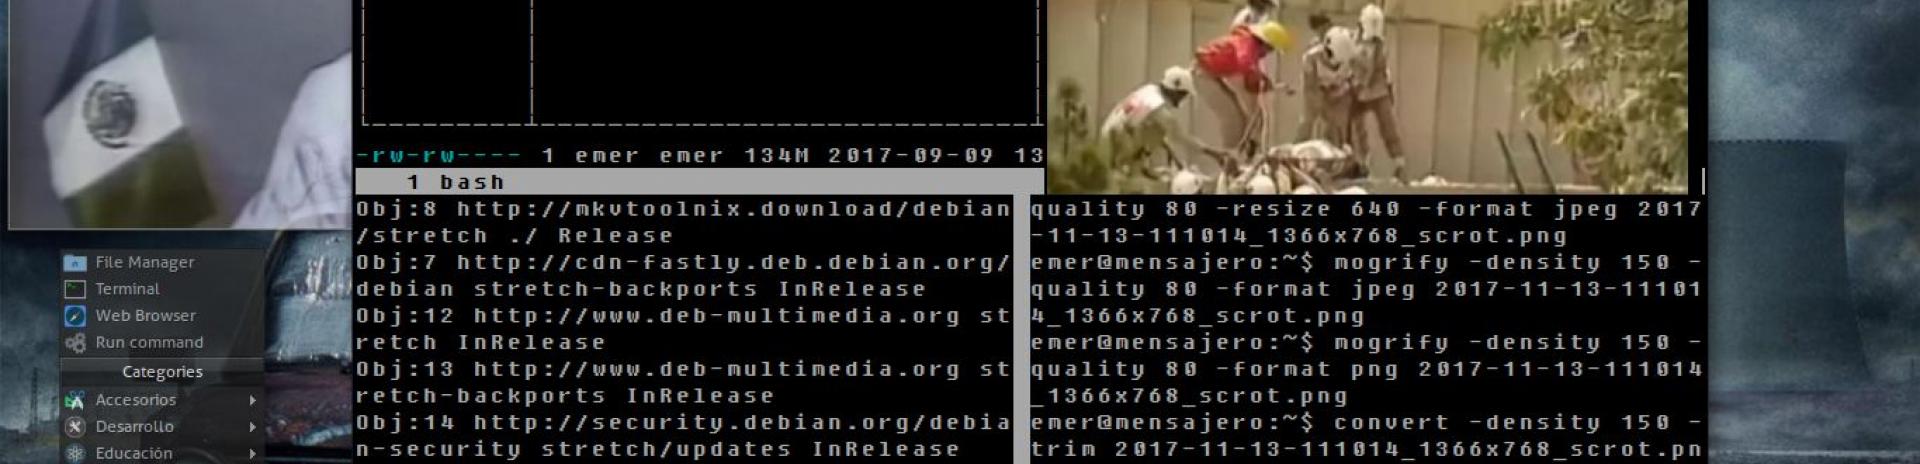 -rw-rw---- 1 emer emer 134M 2017-09-09 13
1 bash
Obj:8 http://mkvtoolnix.download/debian
/stretch ./ Release
Obj:7 http://cdn-fastly.deb.debian.org/
debian stretch-backports InRelease
Obj:12 http://www.deb-multimedia.org st
retch InRelease
Obj:13 http://www.deb-multimedia.org st
retch-backports InRelease
Obj:14 http://security.debian.org/debia
n-security stretch/updates InRelease
quality 80 -resize 640 -format jpeg 2017
-11-13-111014_1366x768_scrot.png
emer@mensajero:~$ mogrify -density 150 -
quality 80 -format jpeg 2017-11-13-11101
4_1366x768_scrot.png
emer@mensajero:~$ mogrify -density 150 -
quality 80 -format png 2017-11-13-111014
_1366x768_scrot.png
emer@mensajero:~$ convert -density 150 -
trim 2017-11-13-111014_1366x768_scrot.pn
File Manager
Terminal
Web Browser
Run command
Categories
Accesorios
Desarrollo
Educación